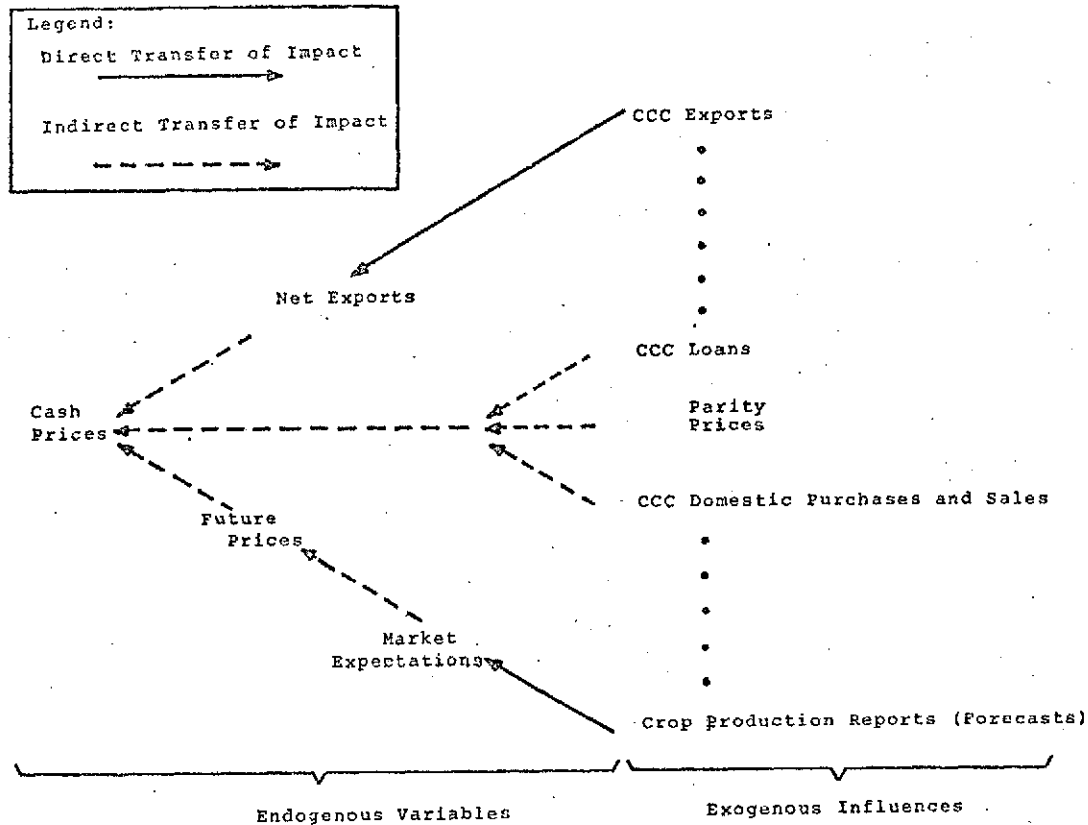 Legend:
Direct Transfer of Impact
Indirect Transfer of Impact
CCC Exports
Net Exports
CCC Loans
Cash
Prices
Parity
Prices
CCC Domestic Purchases and Sales
Future
Prices
Market
Expectations
Crop Production Reports (Forecasts)
Endogenous Variables
Exogenous Influences